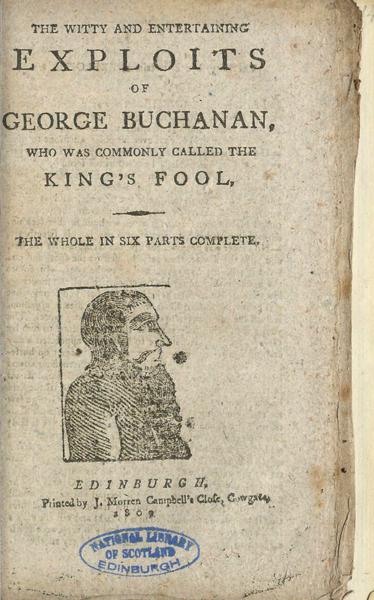 THE WITTY AND ENTERTAINING
EXPLOITS
OF
GEORGE BUCHANAN,
WHO WAS COMMONLY CALLED THE
KING'S FOOL,
THE WHOLE IN SIX PARTS COMPLETE.
EDINBURGH,
Printed by J. Morren Campbell's Cloſe, Cowgate,
1809
NATIONAL LIBRARY
OF SCOTLAND
EDINBURGH